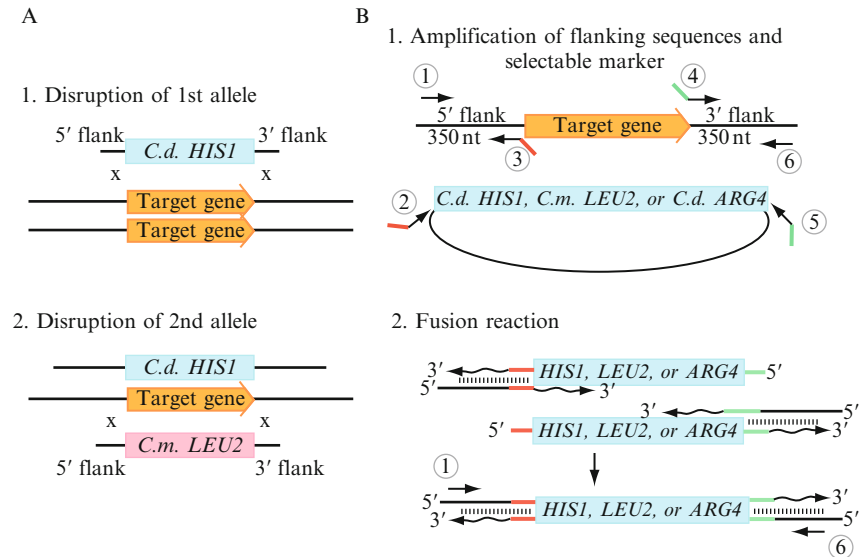 A
1. Disruption of 1st allele
5′ flank
3′ flank
C.d. HIS1
x x
Target gene
Target gene
2. Disruption of 2nd allele
C.d. HIS1
Target gene
x x
C.m. LEU2
5′ flank
3′ flank
B
1. Amplification of flanking sequences and
selectable marker
1
4
5′ flank
3′ flank
Target gene
350 nt
350 nt
3
6
2
C.d. HIS1, C.m. LEU2, or C.d. ARG4
5
2. Fusion reaction
3′
HIS1, LEU2, or ARG4
5′
5′
3′
3′
5′
5′
HIS1, LEU2, or ARG4
3′
1
5′
3′
HIS1, LEU2, or ARG4
3′
5′
6